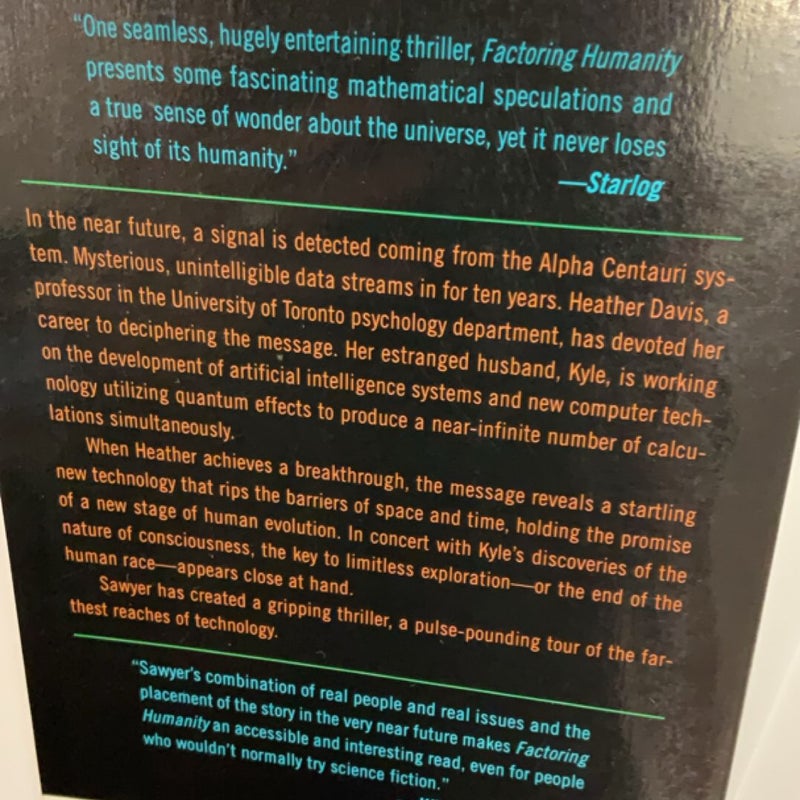 “One seamless, hugely entertaining thriller, Factoring Humanity
presents some fascinating mathematical speculations and
a true sense of wonder about the universe, yet it never loses
sight of its humanity.”
—Starlog
In the near future, a signal is detected coming from the Alpha Centauri sys-
tem. Mysterious, unintelligible data streams in for ten years. Heather Davis, a
professor in the University of Toronto psychology department, has devoted her
career to deciphering the message. Her estranged husband, Kyle, is working
on the development of artificial intelligence systems and new computer tech-
nology utilizing quantum effects to produce a near-infinite number of calcu-
lations simultaneously.
When Heather achieves a breakthrough, the message reveals a startling
new technology that rips the barriers of space and time, holding the promise
of a new stage of human evolution. In concert with Kyle’s discoveries of the
nature of consciousness, the key to limitless exploration—or the end of the
human race—appears close at hand.
Sawyer has created a gripping thriller, a pulse-pounding tour of the far-
thest reaches of technology.
“Sawyer’s combination of real people and real issues and the
placement of the story in the very near future makes Factoring
Humanity an accessible and interesting read, even for people
who wouldn’t normally try science fiction.”